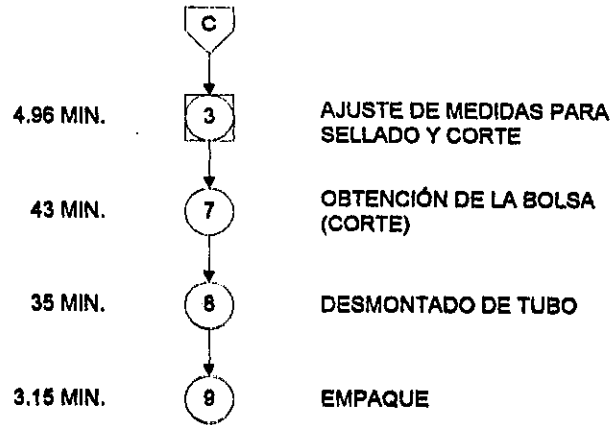 C
4.96 MIN.
3
AJUSTE DE MEDIDAS PARA
SELLADO Y CORTE
43 MIN.
7
OBTENCIÓN DE LA BOLSA
(CORTE)
35 MIN.
8
DESMONTADO DE TUBO
3.15 MIN.
9
EMPAQUE